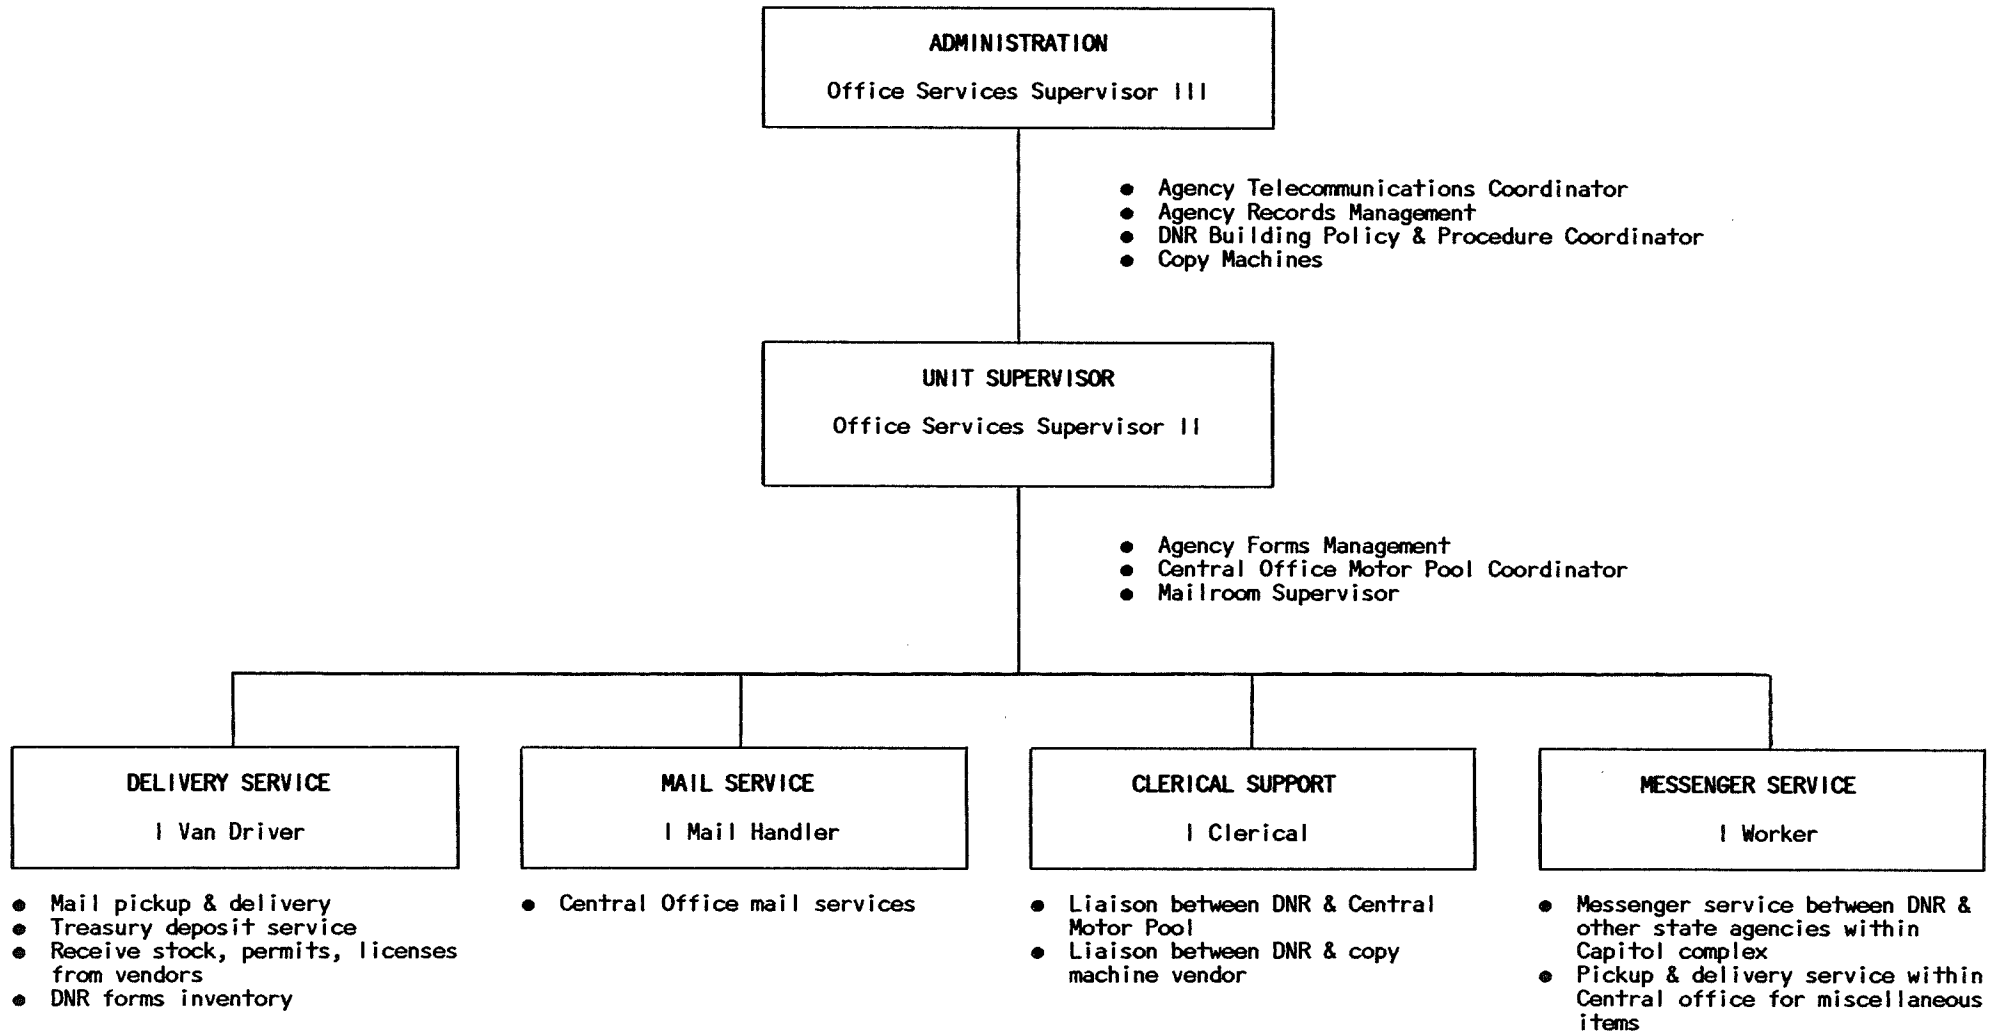 ADMINISTRATION
Office Services Supervisor III
● Agency Telecommunications Coordinator
● Agency Records Management
● DNR Building Policy & Procedure Coordinator
● Copy Machines
UNIT SUPERVISOR
Office Services Supervisor II
● Agency Forms Management
● Central Office Motor Pool Coordinator
● Mailroom Supervisor
DELIVERY SERVICE
1 Van Driver
● Mail pickup & delivery
● Treasury deposit service
● Receive stock, permits, licenses
from vendors
● DNR forms inventory
MAIL SERVICE
1 Mail Handler
● Central Office mail services
CLERICAL SUPPORT
1 Clerical
● Liaison between DNR & Central
Motor Pool
● Liaison between DNR & copy
machine vendor
MESSENGER SERVICE
1 Worker
● Messenger service between DNR &
other state agencies within
Capitol complex
● Pickup & delivery service within
Central office for miscellaneous
items